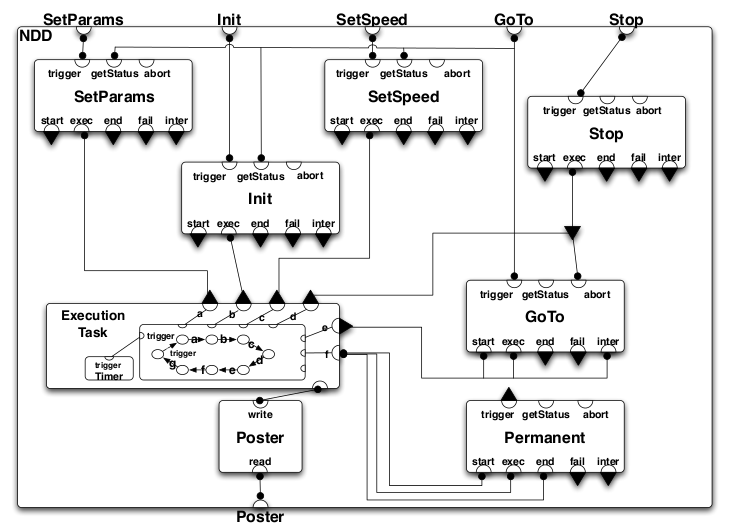 SetParams Init SetSpeed GoTo Stop
NDD
trigger getStatus abort
SetParams
start exec end fail inter
trigger getStatus abort
SetSpeed
start exec end fail inter
trigger getStatus abort
Stop
start exec end fail inter
trigger getStatus abort
Init
start exec end fail inter
trigger getStatus abort
GoTo
start exec end fail inter
Execution
Task
a b c d
e
f
trigger
a b c
trigger
d
g f e
trigger
Timer
write
Poster
read
trigger getStatus abort
Permanent
start exec end fail inter
Poster